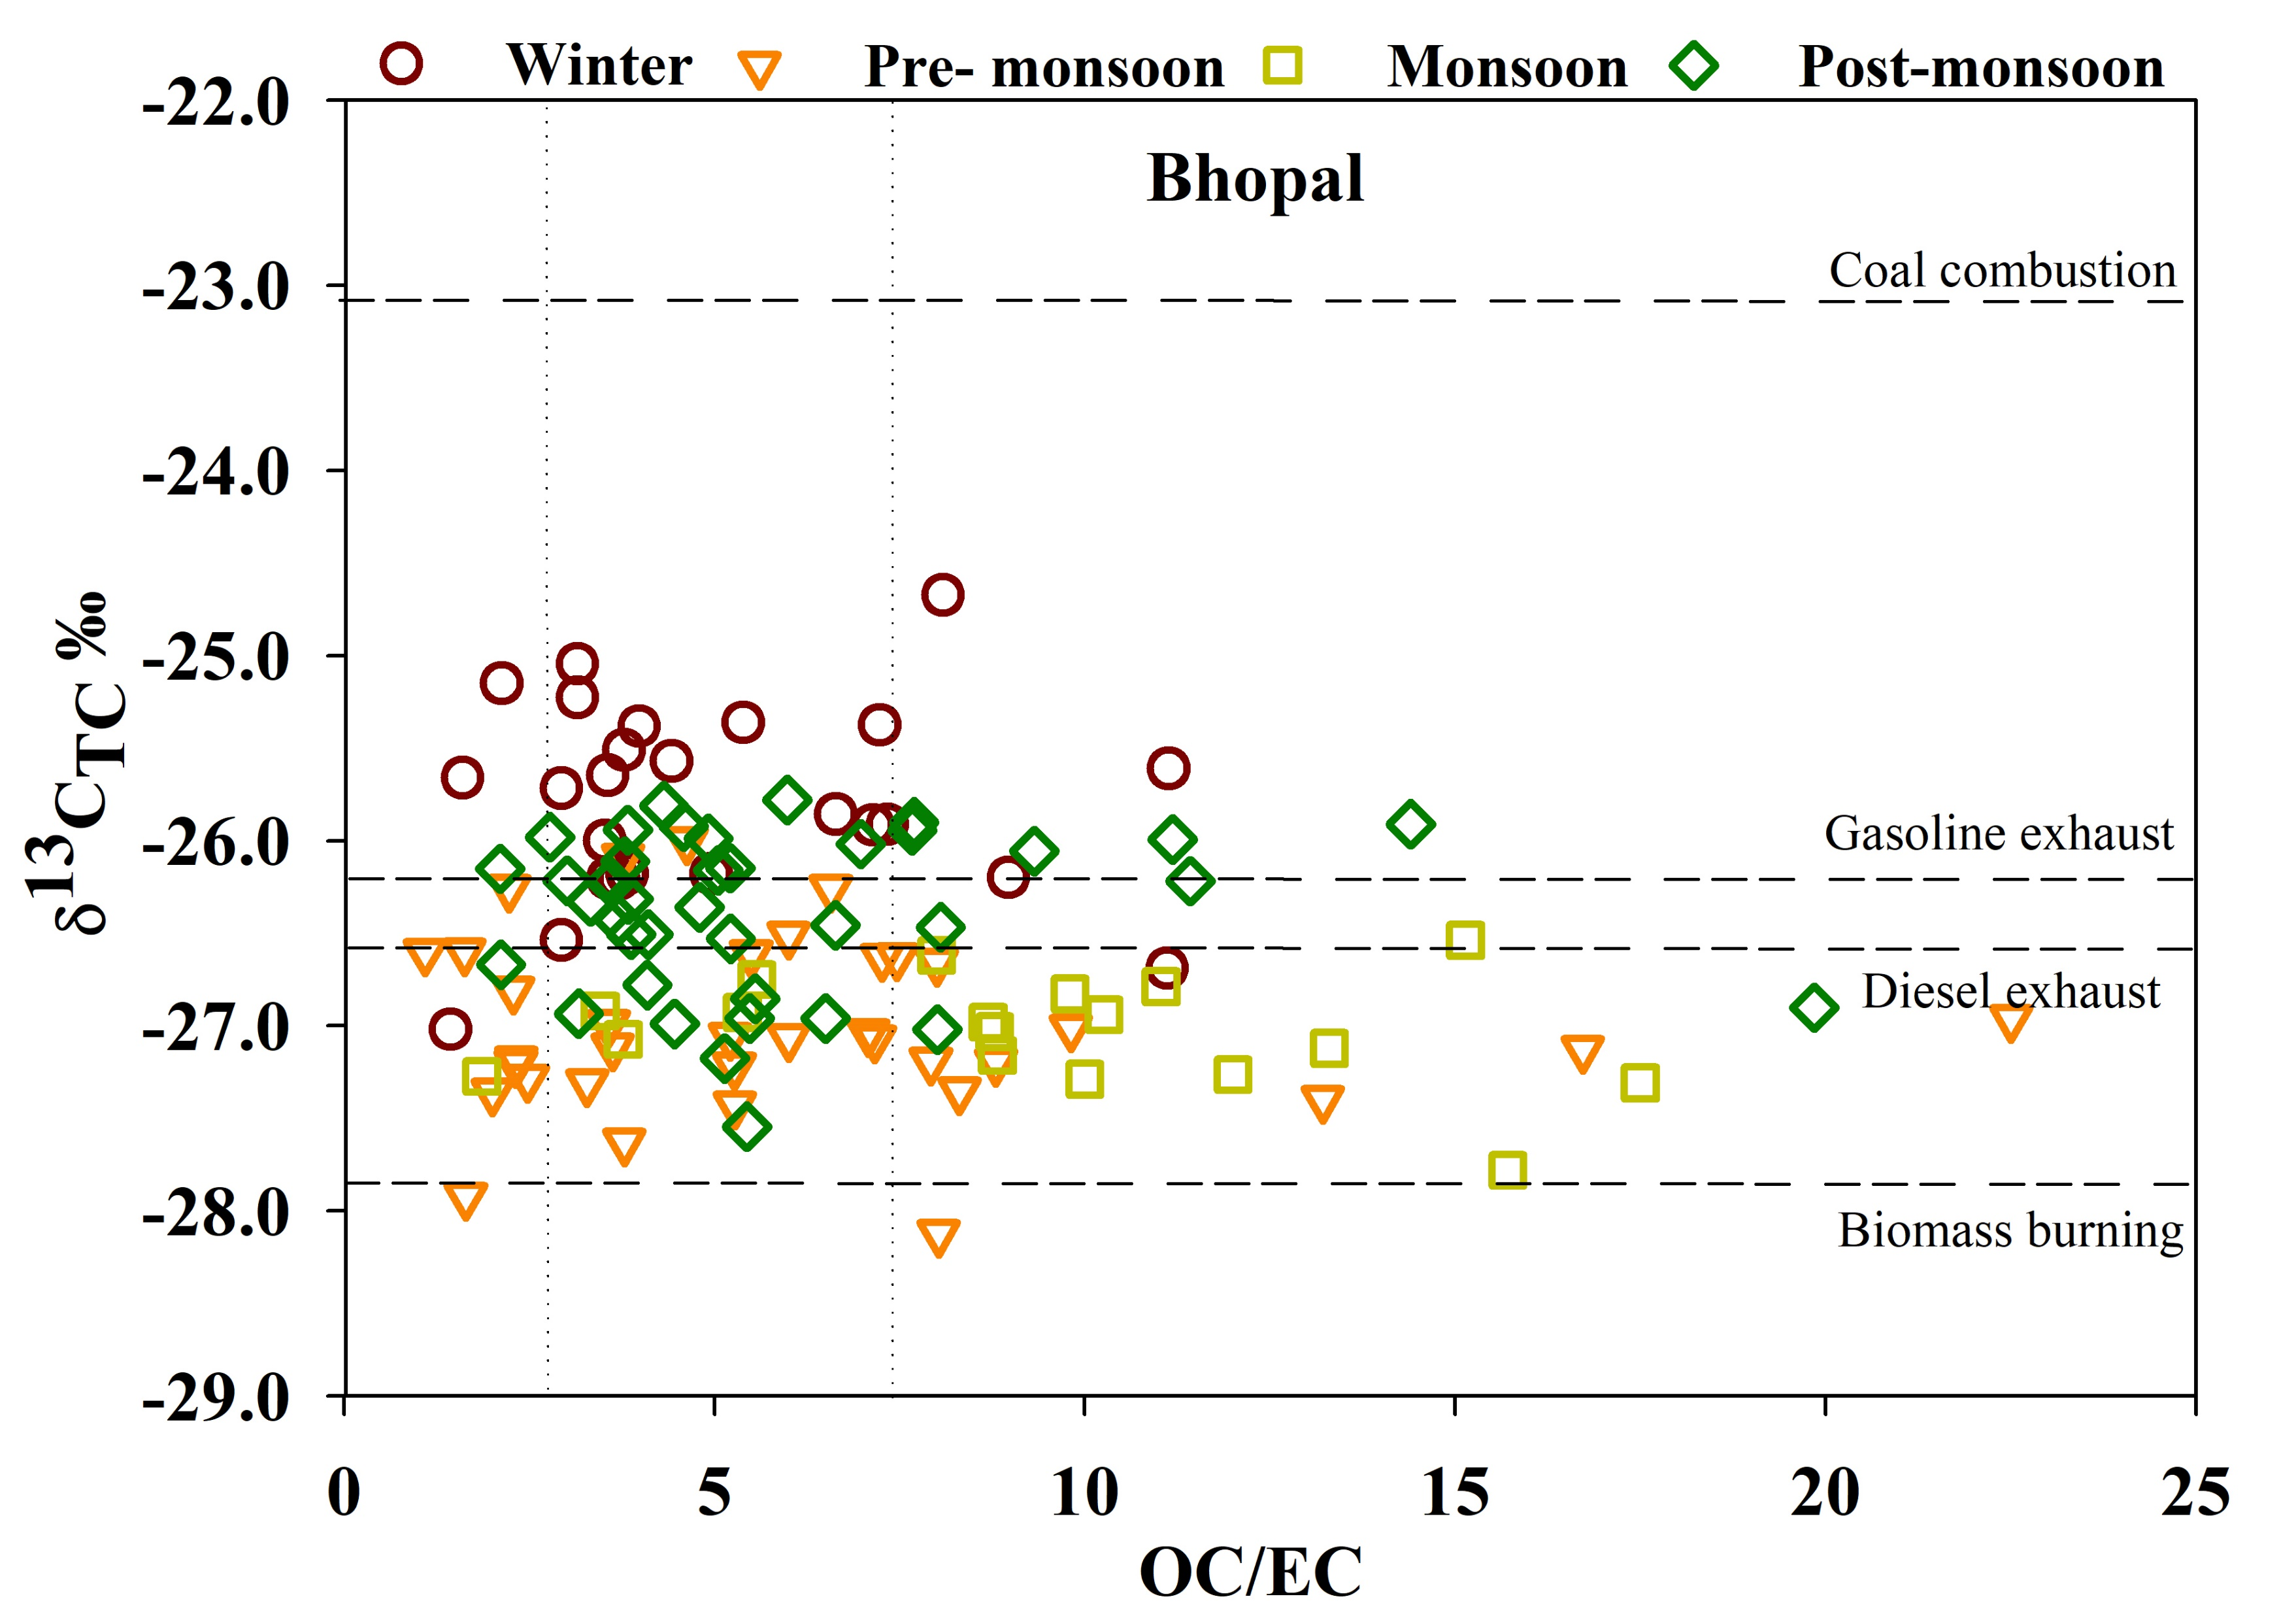 Winter Pre- monsoon Monsoon Post-monsoon
-22.0
Bhopal
Coal combustion
-23.0
-24.0
-25.0
δ13CTC ‰
-26.0
Gasoline exhaust
Diesel exhaust
-27.0
-28.0
Biomass burning
-29.0
0 5 10 15 20 25
OC/EC